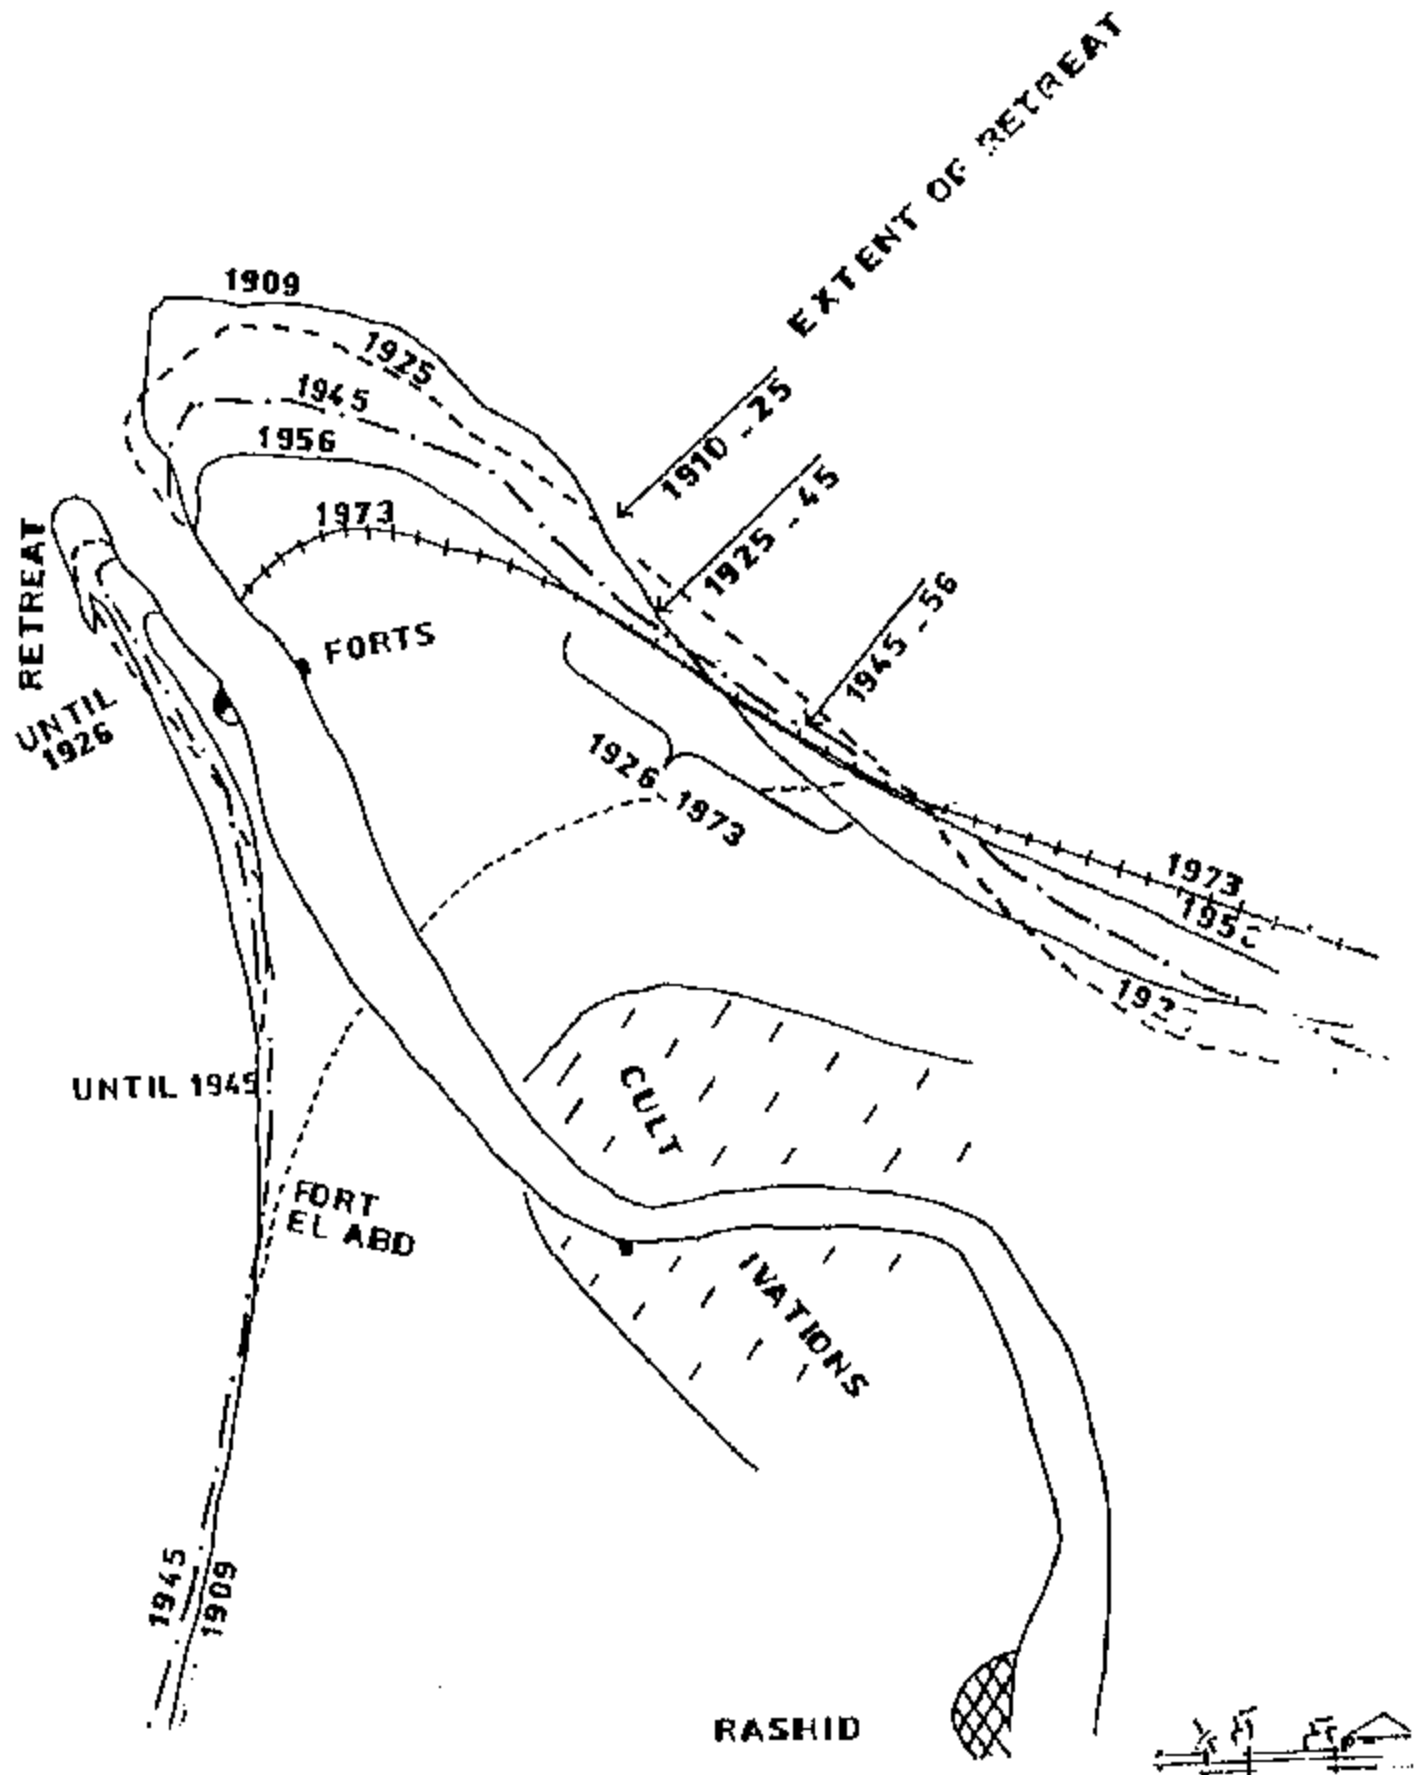 EXTENT OF RETREAT
1909
1925
1945
1956
1973
1910-25
1925-45
1945-56
RETREAT
UNTIL
1926
FORTS
1926-1973
1973
UNTIL 1945
CULT
IVATIONS
FORT
EL ABD
1945
1909
RASHID